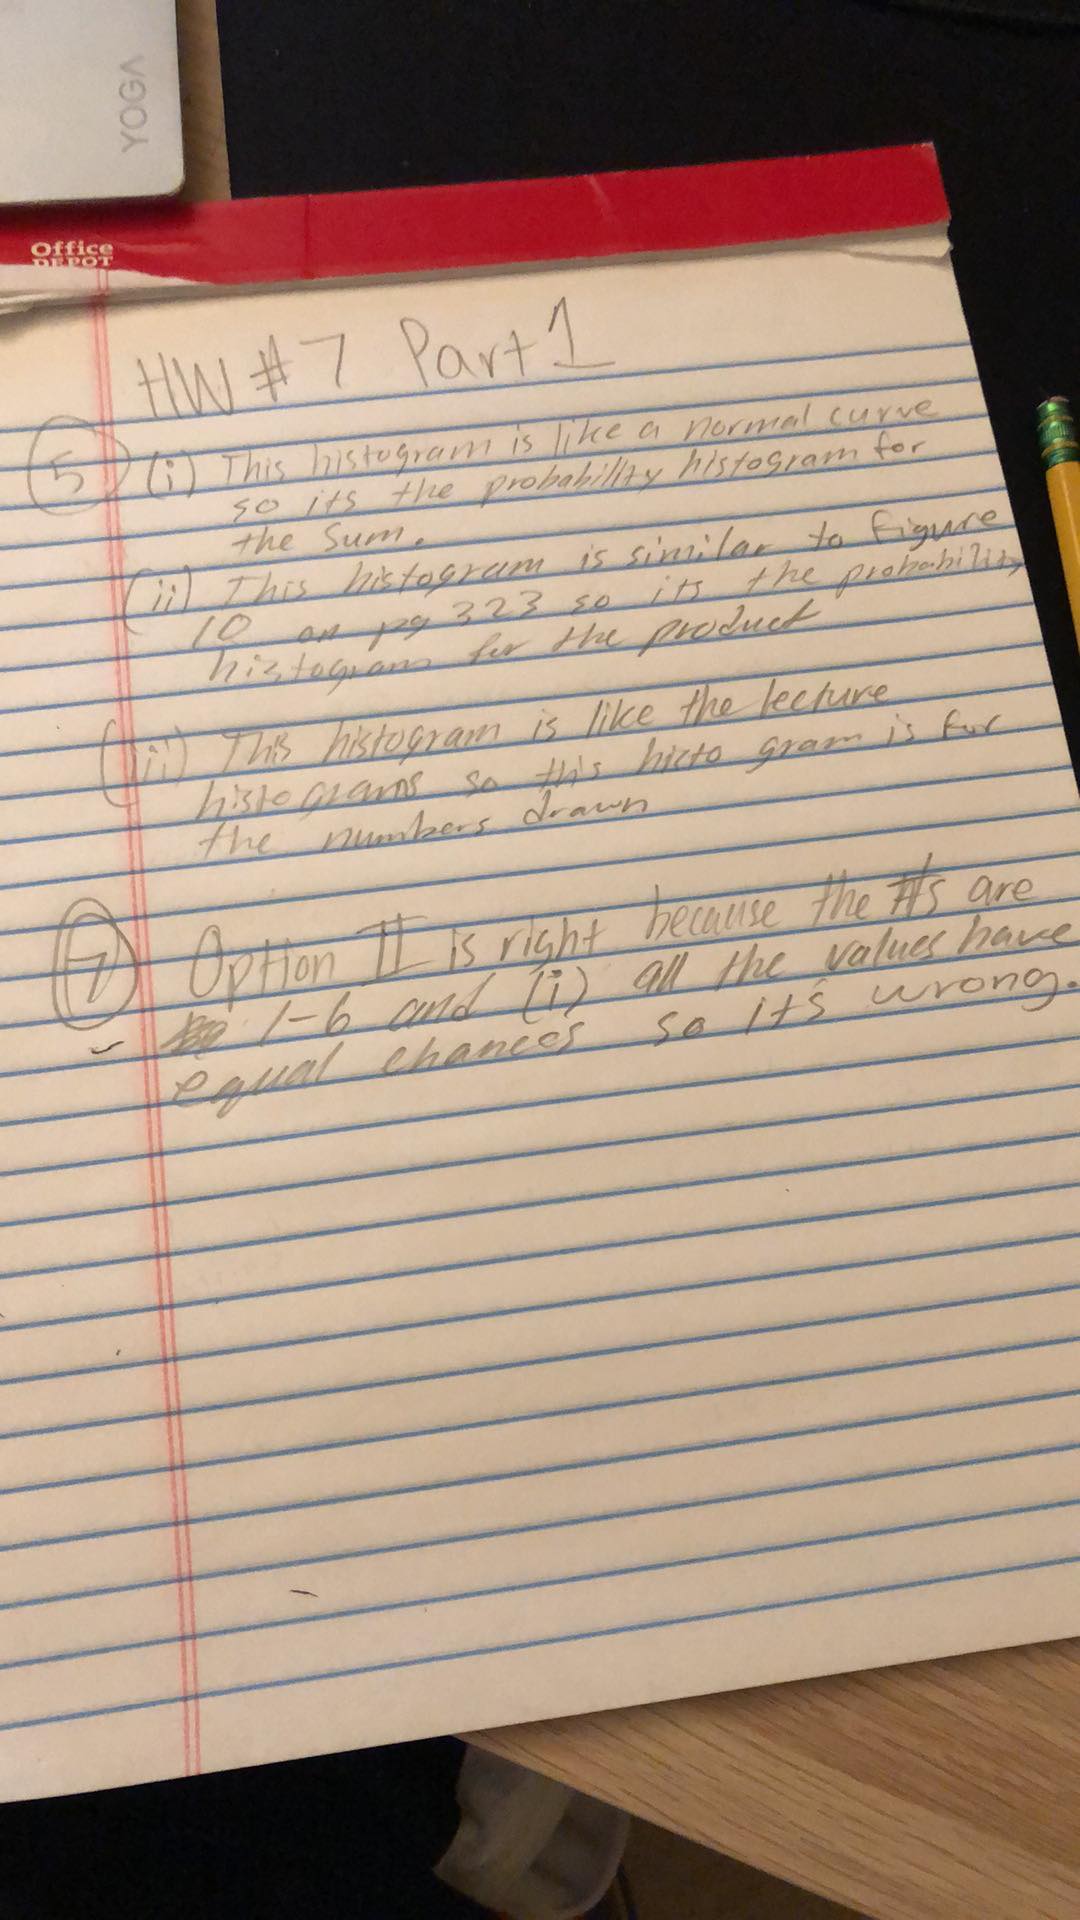 YOGA
Office
DEPOT
HW #7 Part 1
5 (i) This histogram is like a normal curve
so its the probability histogram for
the sum.
(ii) This histogram is similar to Figure
10 on pg 323 so its the probability
histogram for the product
(iii) This histogram is like the lecture
histograms so this histo gram is for
the numbers drawn
7 Option II is right because the #s are
1-6 and (i) all the values have
equal chances so it's wrong.